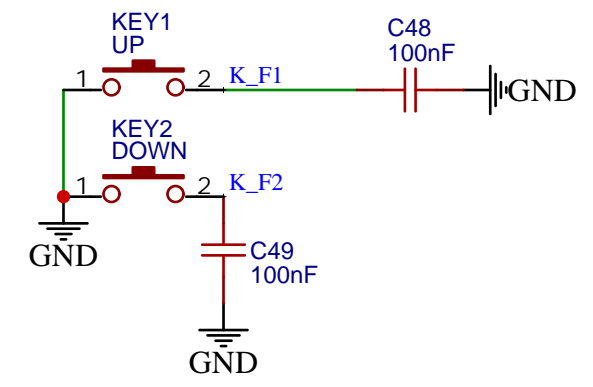 KEY1
UP
1
2
K_F1
C48
100nF
GND
KEY2
DOWN
1
2
K_F2
GND
C49
100nF
GND